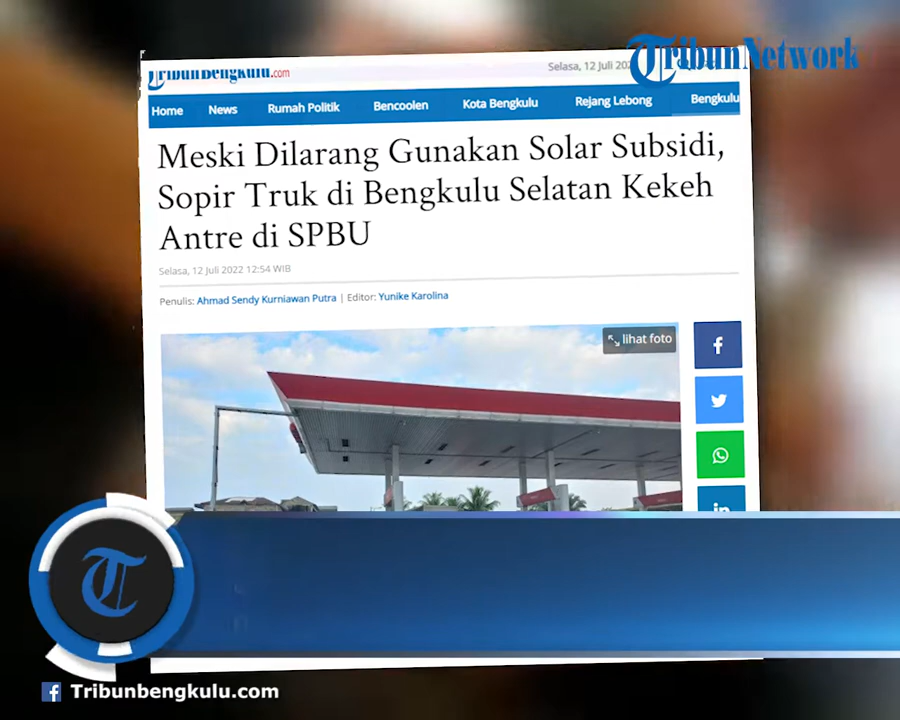 TribunNetwork
Tribunbengkulu.com
Selasa, 12 Juli
Home News Rumah Politik Bencoolen Kota Bengkulu Rejang Lebong Bengkulu
Meski Dilarang Gunakan Solar Subsidi,
Sopir Truk di Bengkulu Selatan Kekeh
Antre di SPBU
Selasa, 12 Juli 2022 12:54 WIB
Penulis: Ahmad Sendy Kurniawan Putra | Editor: Yunike Karolina
lihat foto
f
in
T
f Tribunbengkulu.com